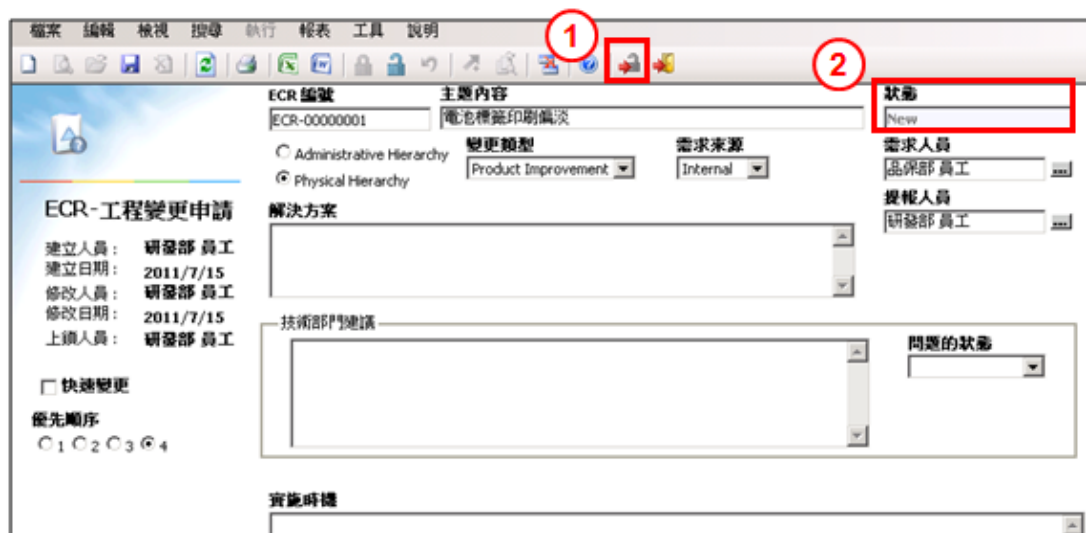 檔案 編輯 檢視 搜尋 執行 報表 工具 說明
1
2
ECR 編號
ECR-00000001
主題內容
電池標籤印刷偏淡
狀態
New
Administrative Hierarchy
Physical Hierarchy
變更類型
Product Improvement
需求來源
Internal
需求人員
品保部 員工
...
提報人員
研發部 員工
...
ECR-工程變更申請
建立人員: 研發部 員工
建立日期: 2011/7/15
修改人員: 研發部 員工
修改日期: 2011/7/15
上鎖人員: 研發部 員工
快速變更
優先順序
1 2 3 4
解決方案
技術部門建議
問題的狀態
實施時機